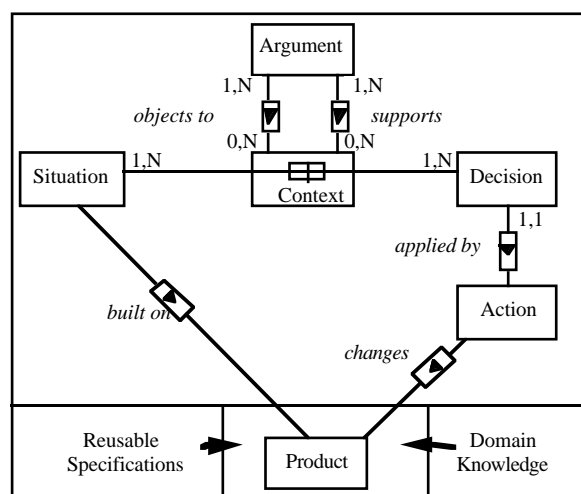 Argument
1,N 1,N
objects to supports
0,N 0,N
Situation 1,N 1,N Decision
Context
1,1
applied by
Action
built on
changes
Reusable Domain
Specifications Product Knowledge